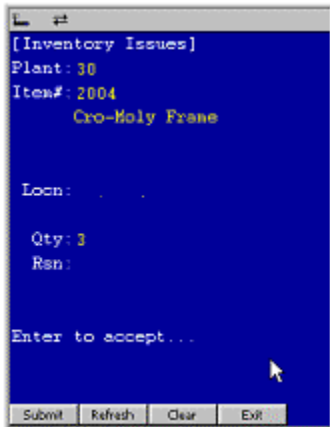 [Inventory Issues]
Plant: 30
Item#: 2004
Cro-Moly Frame
Locn: . .
Qty: 3
Rsn:
Enter to accept...
Submit Refresh Clear Exit